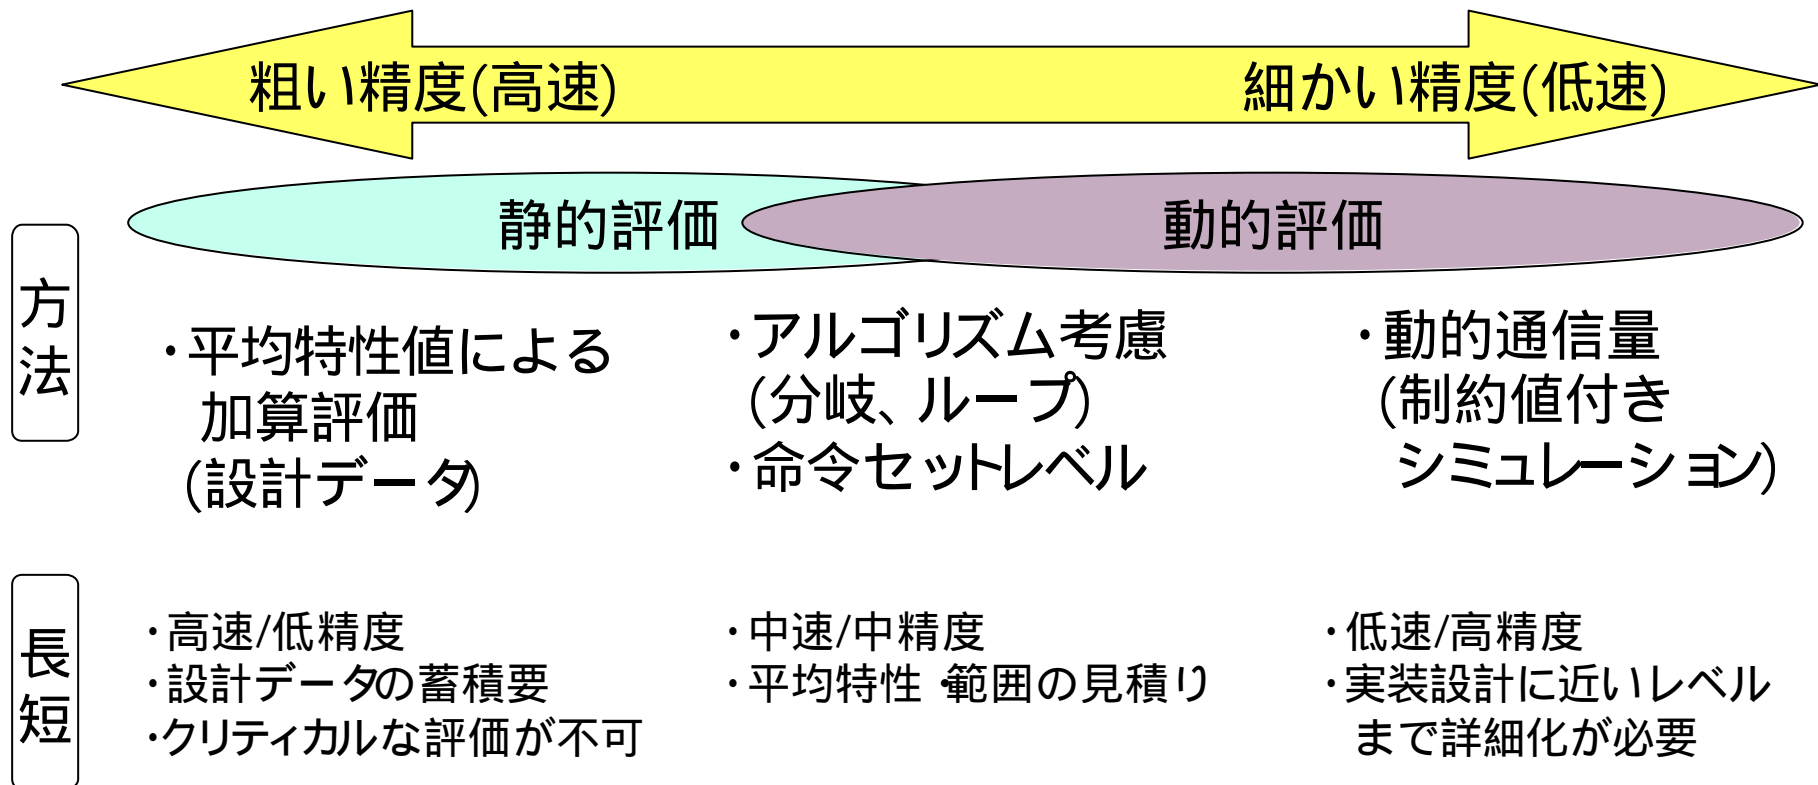 粗い精度(高速)
細かい精度(低速)
静的評価
動的評価
方法
・平均特性値による
加算評価
(設計データ)
・アルゴリズム考慮
(分岐、ループ)
・命令セットレベル
・動的通信量
(制約値付き
シミュレーション)
長短
・高速/低精度
・設計データの蓄積要
・クリティカルな評価が不可
・中速/中精度
・平均特性・範囲の見積り
・低速/高精度
・実装設計に近いレベル
まで詳細化が必要